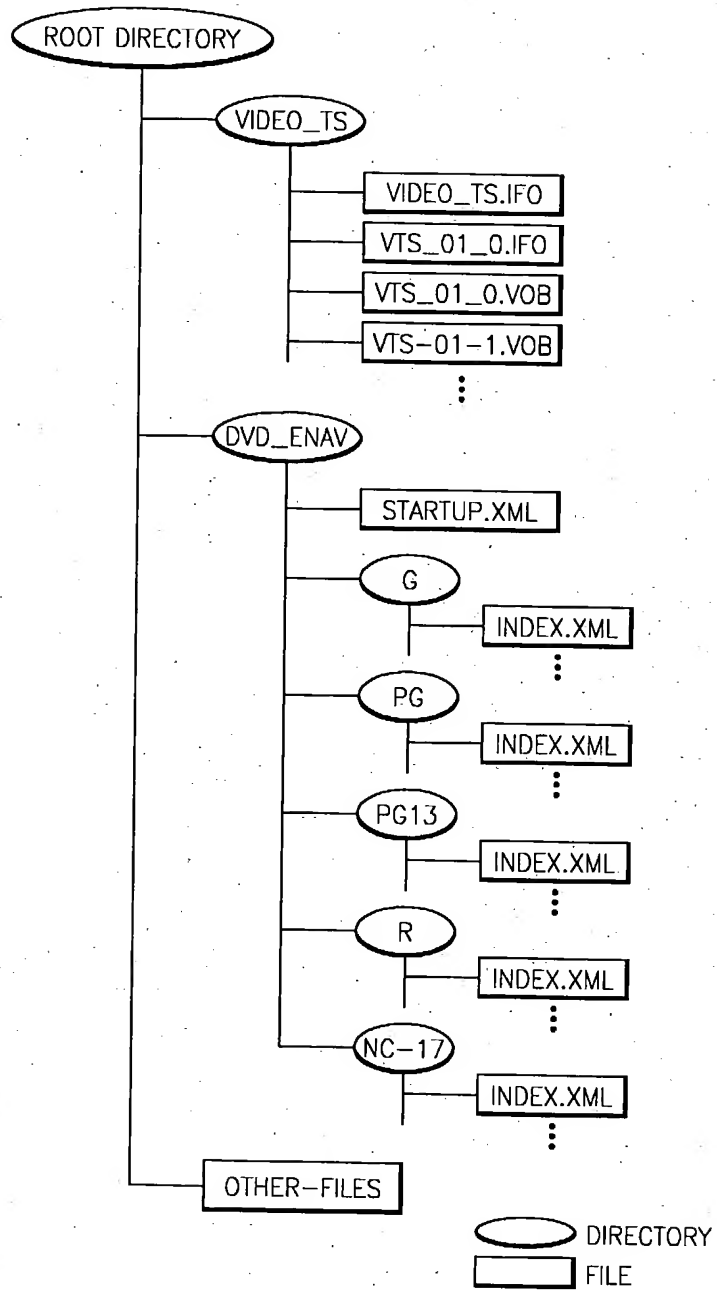 ROOT DIRECTORY
VIDEO_TS
VIDEO_TS.IFO
VTS_01_0.IFO
VTS_01_0.VOB
VTS-01-1.VOB
DVD_ENAV
STARTUP.XML
G
INDEX.XML
PG
INDEX.XML
PG13
INDEX.XML
R
INDEX.XML
NC-17
INDEX.XML
OTHER-FILES
DIRECTORY
FILE